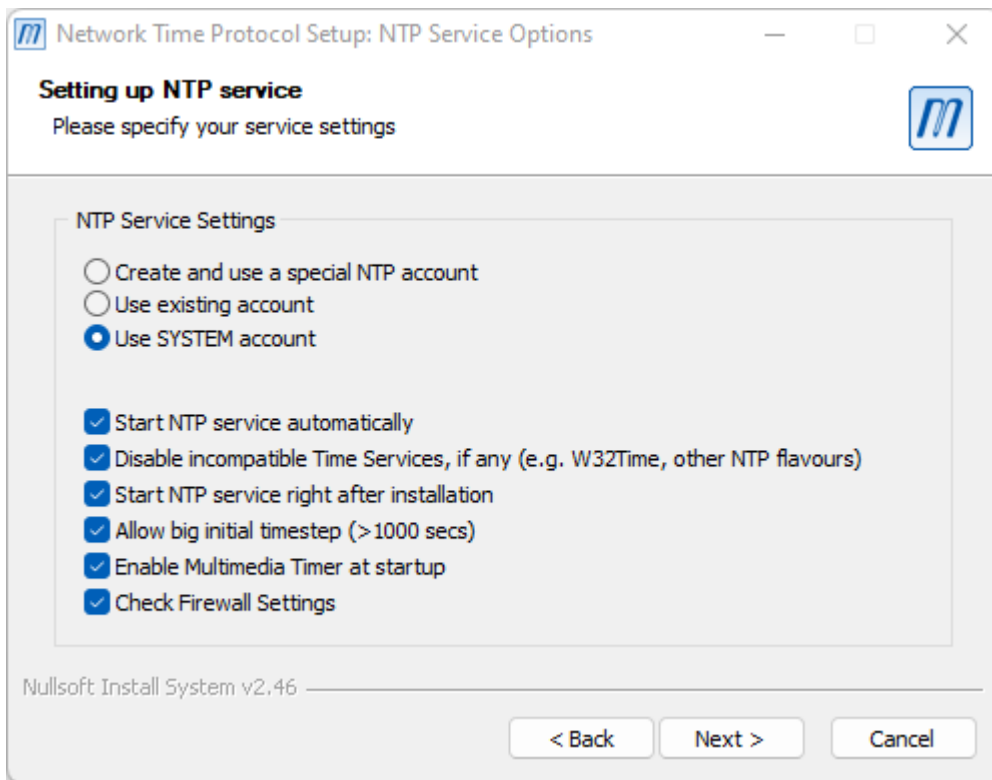 Network Time Protocol Setup: NTP Service Options
Setting up NTP service
Please specify your service settings
NTP Service Settings
Create and use a special NTP account
Use existing account
Use SYSTEM account
Start NTP service automatically
Disable incompatible Time Services, if any (e.g. W32Time, other NTP flavours)
Start NTP service right after installation
Allow big initial timestep (>1000 secs)
Enable Multimedia Timer at startup
Check Firewall Settings
Nullsoft Install System v2.46
< Back Next > Cancel